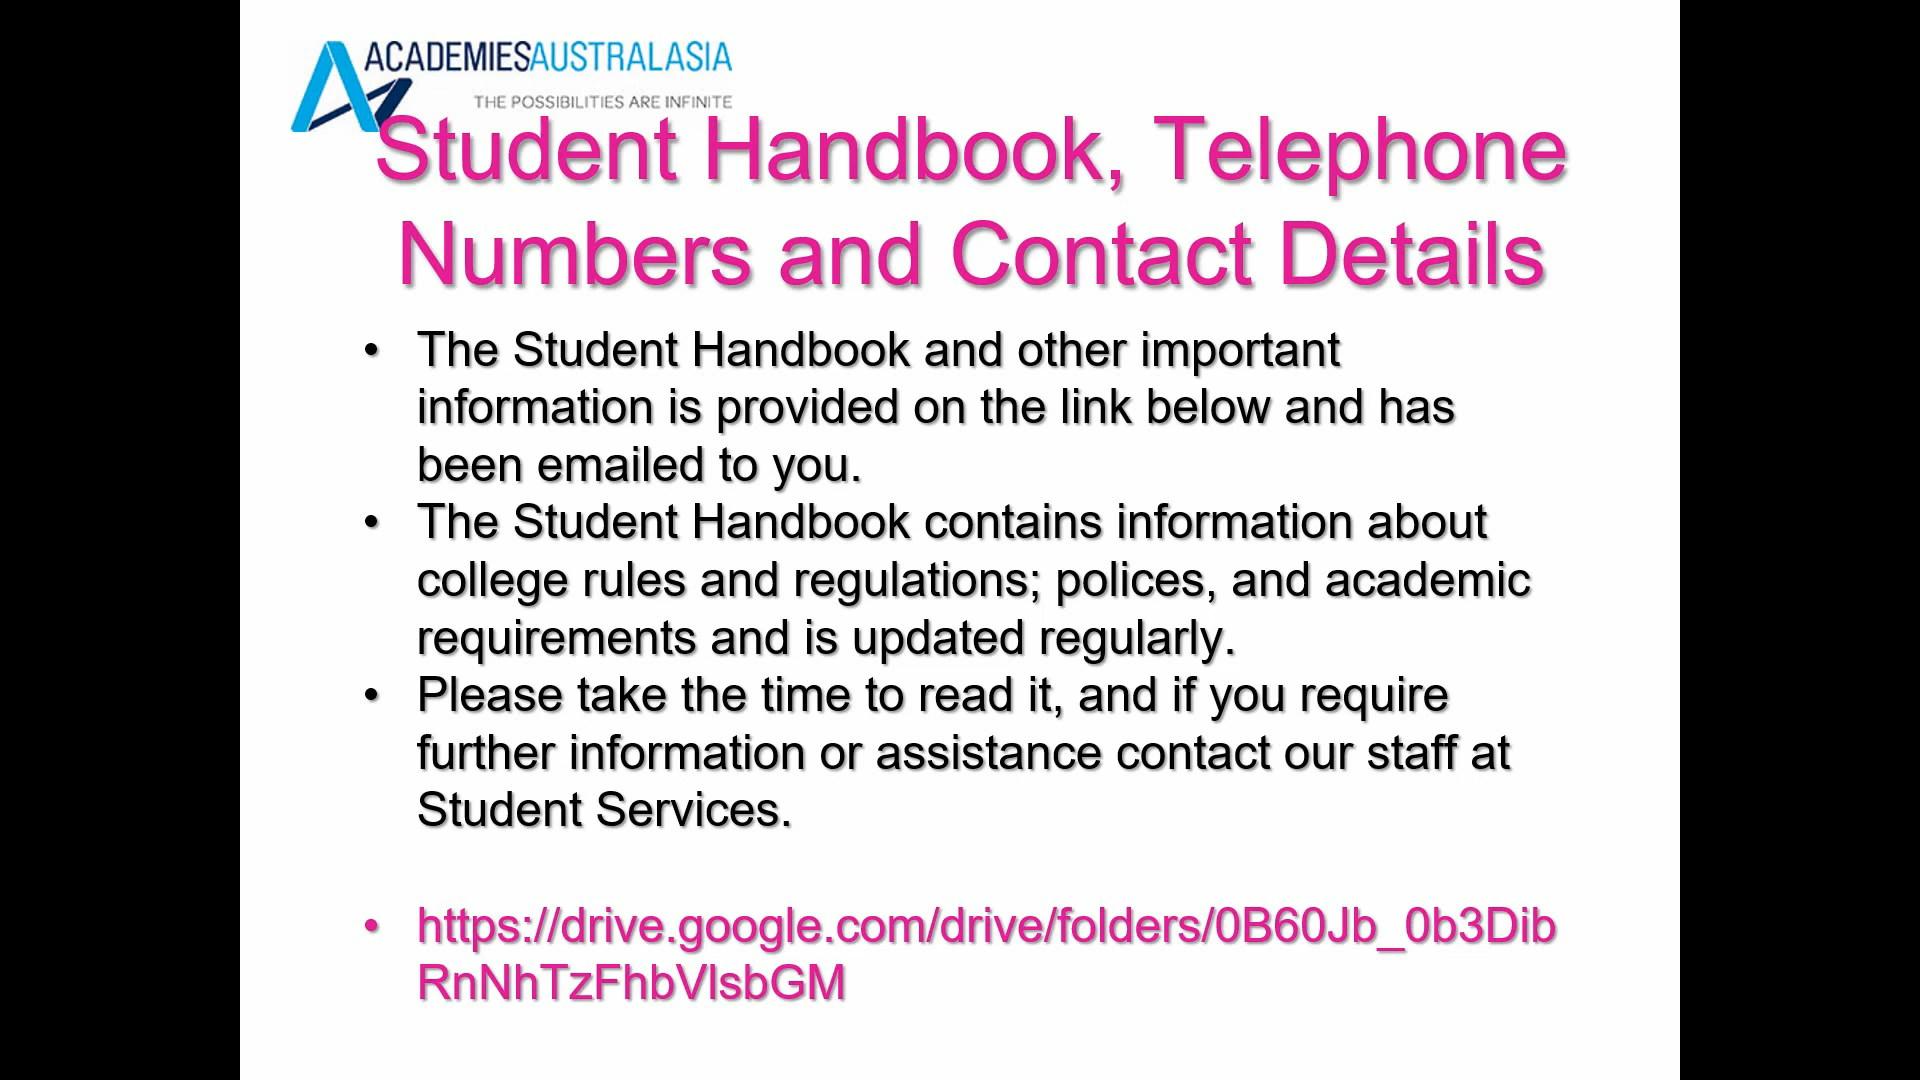 ACADEMIESAUSTRALASIA
THE POSSIBILITIES ARE INFINITE
Student Handbook, Telephone
Numbers and Contact Details
• The Student Handbook and other important
information is provided on the link below and has
been emailed to you.
• The Student Handbook contains information about
college rules and regulations; polices, and academic
requirements and is updated regularly.
• Please take the time to read it, and if you require
further information or assistance contact our staff at
Student Services.
• https://drive.google.com/drive/folders/0B60Jb_0b3Dib
RnNhTzFhbVlsbGM